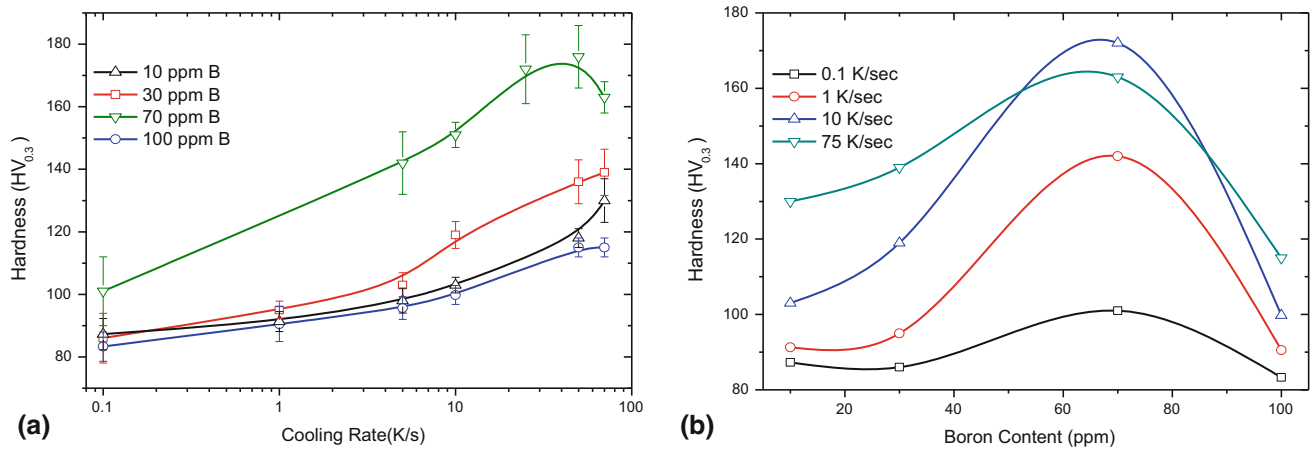 Hardness (HV0.3)
180
160
140
120
100
80
10 ppm B
30 ppm B
70 ppm B
100 ppm B
0.1
1
10
100
Cooling Rate(K/s)
(a)
Hardness (HV0.3)
180
160
140
120
100
80
0.1 K/sec
1 K/sec
10 K/sec
75 K/sec
20
40
60
80
100
Boron Content (ppm)
(b)